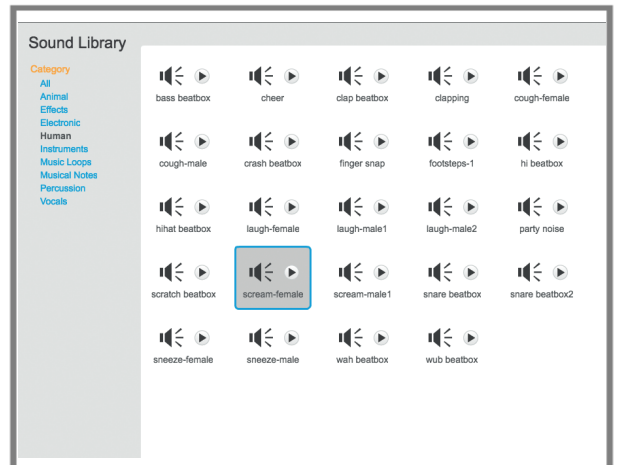 Sound Library
Category
All
Animal
Effects
Electronic
Human
Instruments
Music Loops
Musical Notes
Percussion
Vocals
bass beatbox cheer clap beatbox clapping cough-female
cough-male crash beatbox finger snap footsteps-1 hi beatbox
hihat beatbox laugh-female laugh-male1 laugh-male2 party noise
scratch beatbox scream-female scream-male1 snare beatbox snare beatbox2
sneeze-female sneeze-male wah beatbox wub beatbox